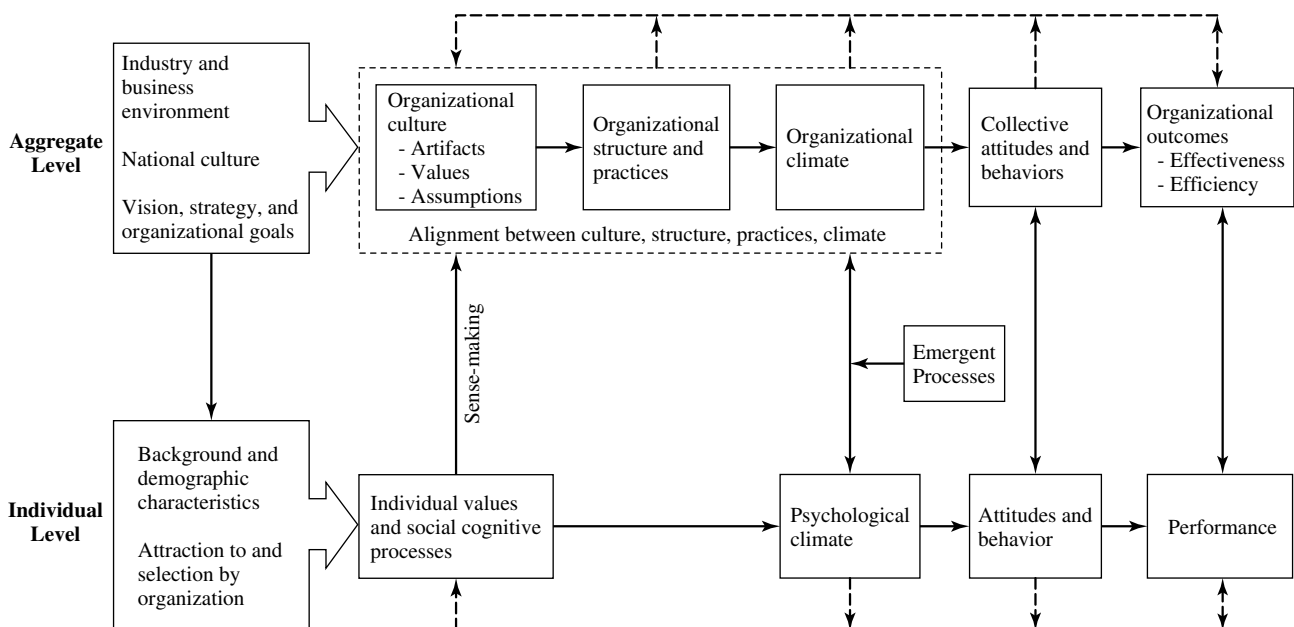 Aggregate
Level
Industry and
business
environment
National culture
Vision, strategy, and
organizational goals
Organizational
culture
- Artifacts
- Values
- Assumptions
Organizational
structure and
practices
Organizational
climate
Alignment between culture, structure, practices, climate
Collective
attitudes and
behaviors
Organizational
outcomes
- Effectiveness
- Efficiency
Sense-making
Emergent
Processes
Individual
Level
Background and
demographic
characteristics
Attraction to and
selection by
organization
Individual values
and social cognitive
processes
Psychological
climate
Attitudes and
behavior
Performance